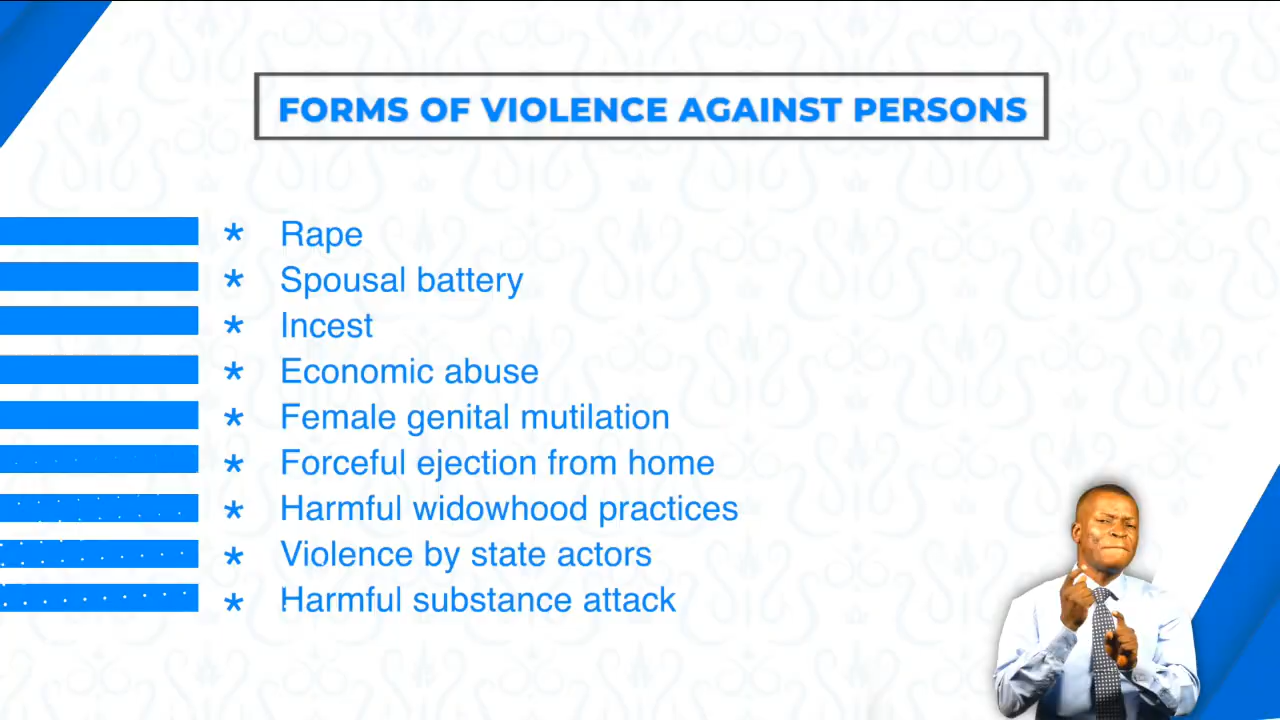 FORMS OF VIOLENCE AGAINST PERSONS
* Rape
* Spousal battery
* Incest
* Economic abuse
* Female genital mutilation
* Forceful ejection from home
* Harmful widowhood practices
* Violence by state actors
* Harmful substance attack